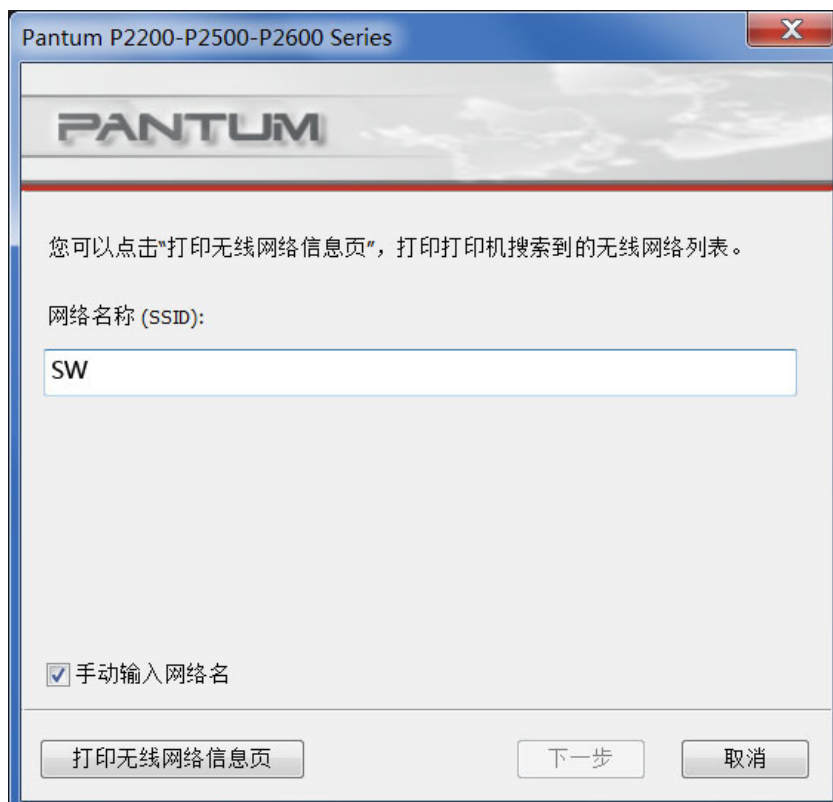 Pantum P2200-P2500-P2600 Series
PANTUM
您可以点击“打印无线网络信息页”，打印打印机搜索到的无线网络列表。
网络名称 (SSID):
SW
手动输入网络名
打印无线网络信息页
下一步
取消